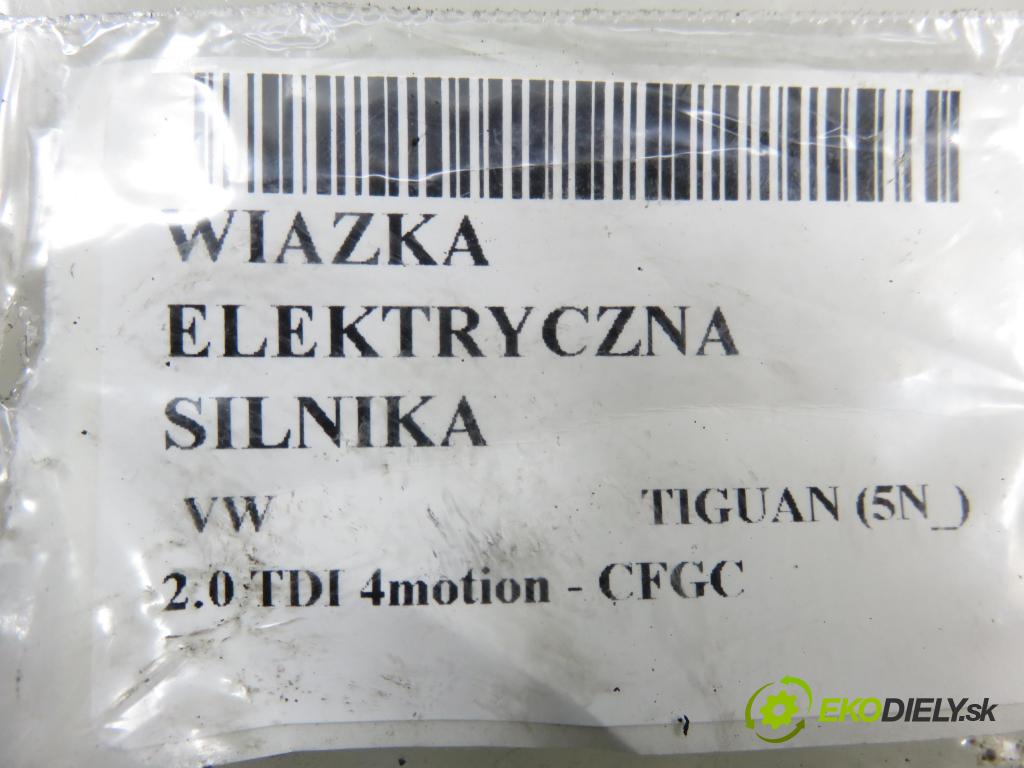 WIAZKA
ELEKTRYCZNA
SILNIKA
VW TIGUAN (5N_)
2.0 TDI 4motion - CFGC
EKODIELY.sk